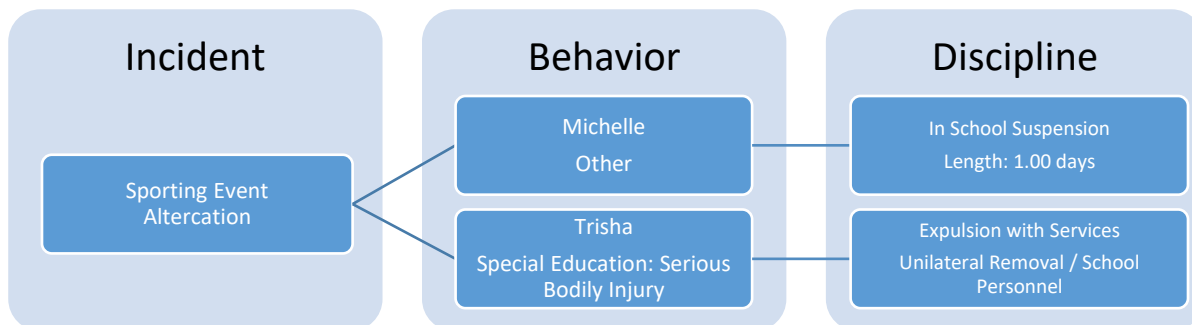 Incident
Behavior
Discipline
Sporting Event
Altercation
Michelle
Other
In School Suspension
Length: 1.00 days
Trisha
Special Education: Serious
Bodily Injury
Expulsion with Services
Unilateral Removal / School
Personnel